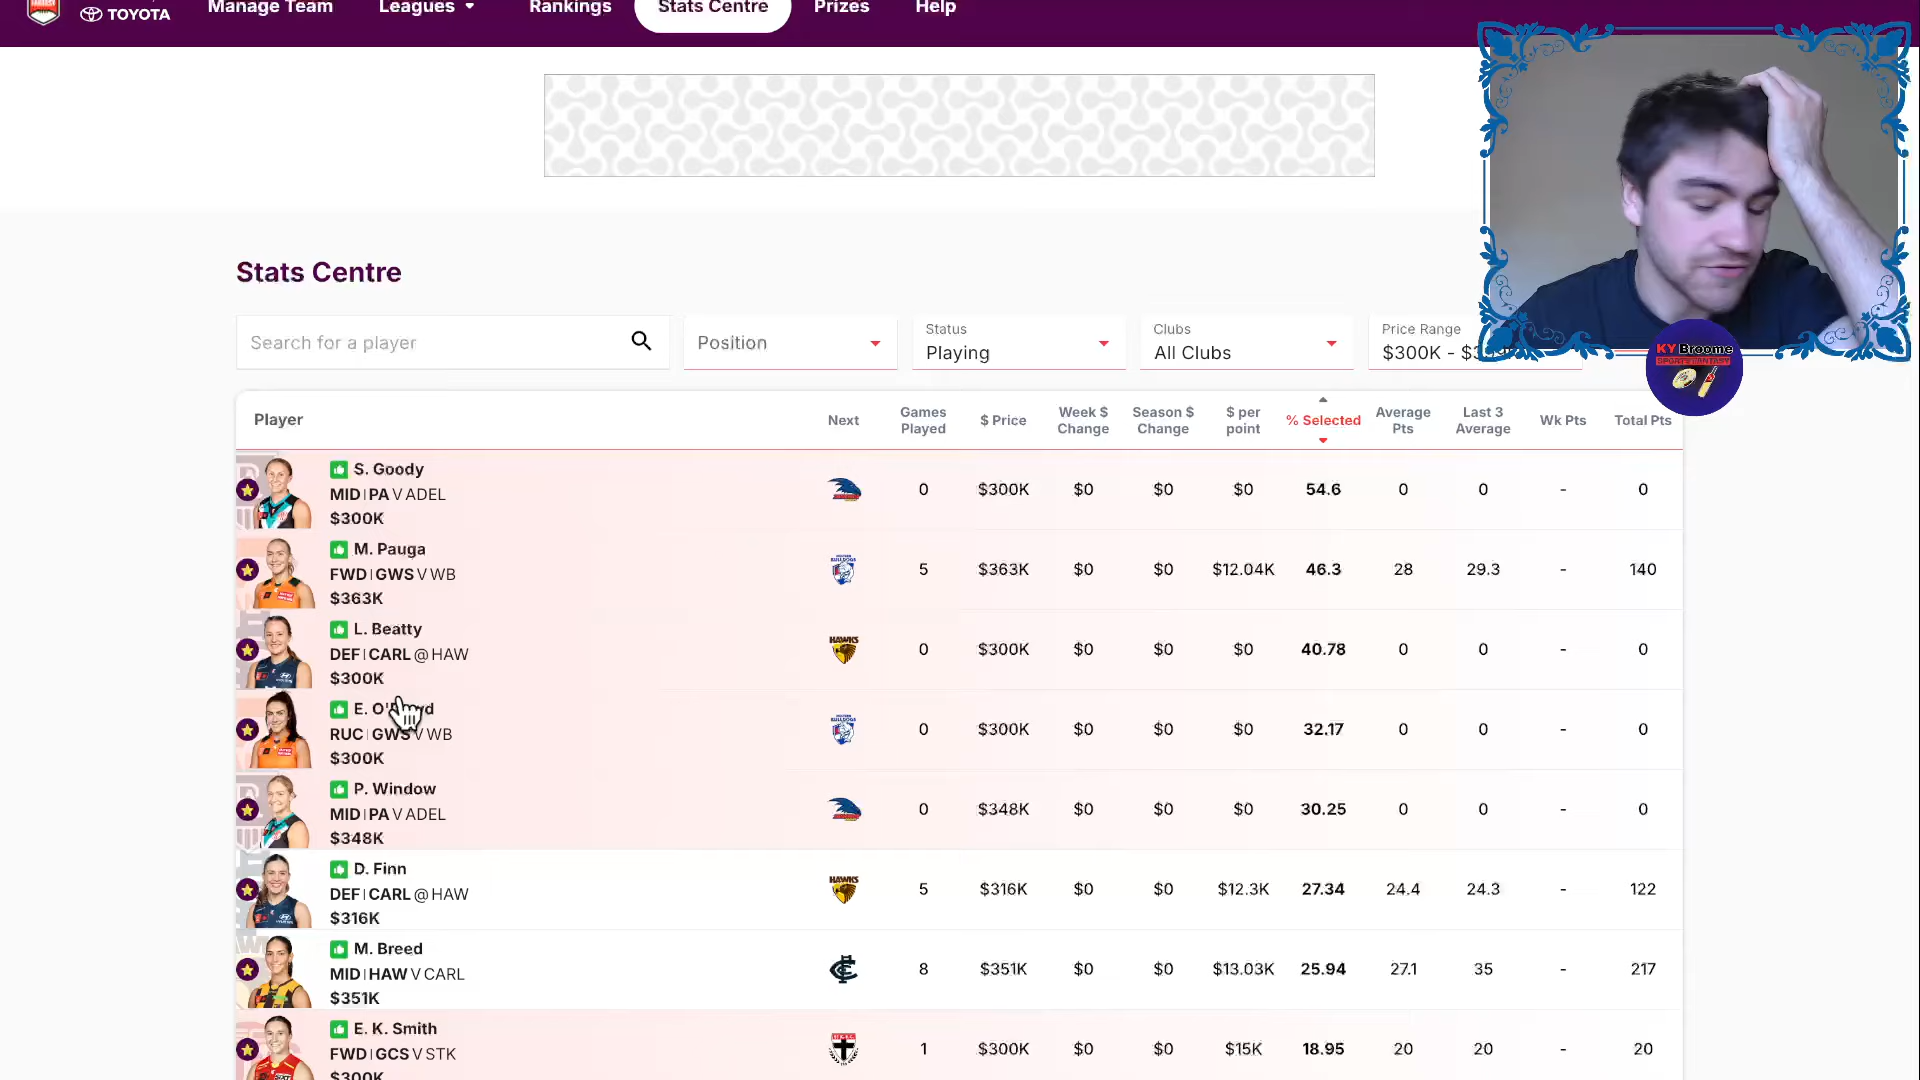 TOYOTA
Manage Team
Leagues
Rankings
Stats Centre
Prizes
Help
Stats Centre
Search for a player
Position
Status
Playing
Clubs
All Clubs
Price Range
$300K -
KYBroome
SPORTS FANTASY
Player
Next
Games Played
$ Price
Week $ Change
Season $ Change
$ per point
% Selected
Average Pts
Last 3 Average
Wk Pts
Total Pts
S. Goody
MID PA V ADEL
$300K
0 $300K $0 $0 $0 54.6 0 0 - 0
M. Pauga
FWD GWS V WB
$363K
5 $363K $0 $0 $12.04K 46.3 28 29.3 - 140
L. Beatty
DEF CARL @ HAW
$300K
HAWKS
0 $300K $0 $0 $0 40.78 0 0 - 0
E.
RUC GWS V WB
$300K
0 $300K $0 $0 $0 32.17 0 0 - 0
P. Window
MID PA V ADEL
$348K
0 $348K $0 $0 $0 30.25 0 0 - 0
D. Finn
DEF CARL @ HAW
$316K
HAWKS
5 $316K $0 $0 $12.3K 27.34 24.4 24.3 - 122
M. Breed
MID HAW V CARL
$351K
8 $351K $0 $0 $13.03K 25.94 27.1 35 - 217
E. K. Smith
FWD GCS V STK
$300K
1 $300K $0 $0 $15K 18.95 20 20 - 20